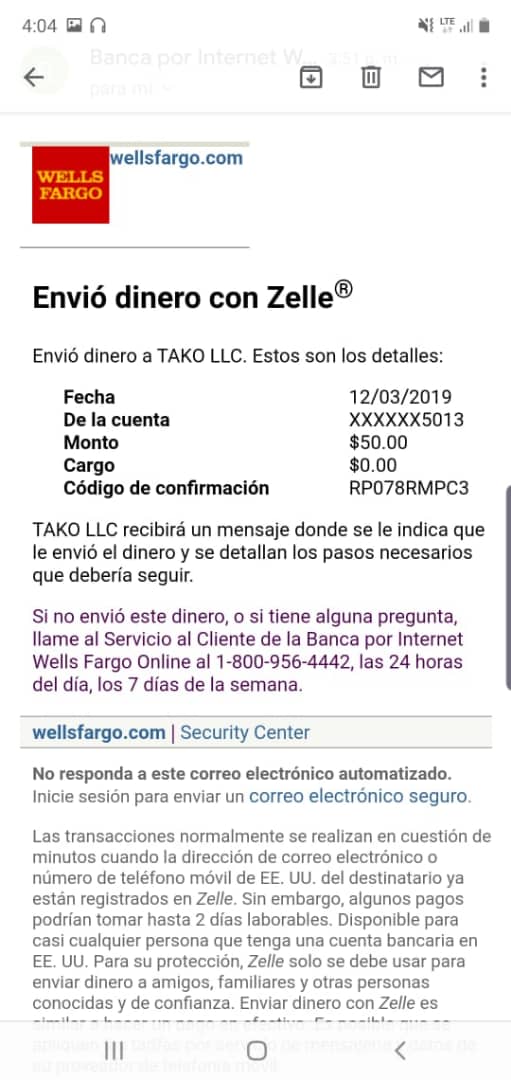 4:04
LTE
Banca por Internet W... 3:51 p. m.
para mí
wellsfargo.com
WELLS
FARGO
Envió dinero con Zelle®
Envió dinero a TAKO LLC. Estos son los detalles:
Fecha 12/03/2019
De la cuenta XXXXXX5013
Monto $50.00
Cargo $0.00
Código de confirmación RP078RMPC3
TAKO LLC recibirá un mensaje donde se le indica que
le envió el dinero y se detallan los pasos necesarios
que debería seguir.
Si no envió este dinero, o si tiene alguna pregunta,
llame al Servicio al Cliente de la Banca por Internet
Wells Fargo Online al 1-800-956-4442, las 24 horas
del día, los 7 días de la semana.
wellsfargo.com | Security Center
No responda a este correo electrónico automatizado.
Inicie sesión para enviar un correo electrónico seguro.
Las transacciones normalmente se realizan en cuestión de
minutos cuando la dirección de correo electrónico o
número de teléfono móvil de EE. UU. del destinatario ya
están registrados en Zelle. Sin embargo, algunos pagos
podrían tomar hasta 2 días laborables. Disponible para
casi cualquier persona que tenga una cuenta bancaria en
EE. UU. Para su protección, Zelle solo se debe usar para
enviar dinero a amigos, familiares y otras personas
conocidas y de confianza. Enviar dinero con Zelle es
similar a hacer un pago en efectivo. Es posible que se
apliquen tarifas por de mensajería datos de
su proveedor de telefonía móvil